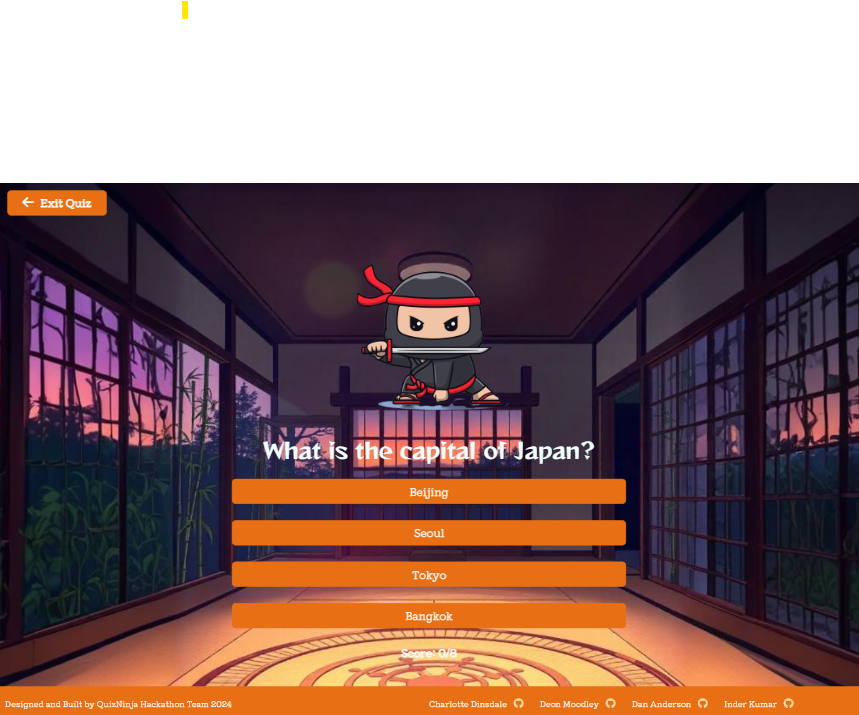 Exit Quiz
What is the capital of Japan?
Beijing
Seoul
Tokyo
Bangkok
Score: 0/8
Designed and Built by QuizNinja Hackathon Team 2024 Charlotte Dinsdale Deon Moodley Dan Anderson Inder Kumar